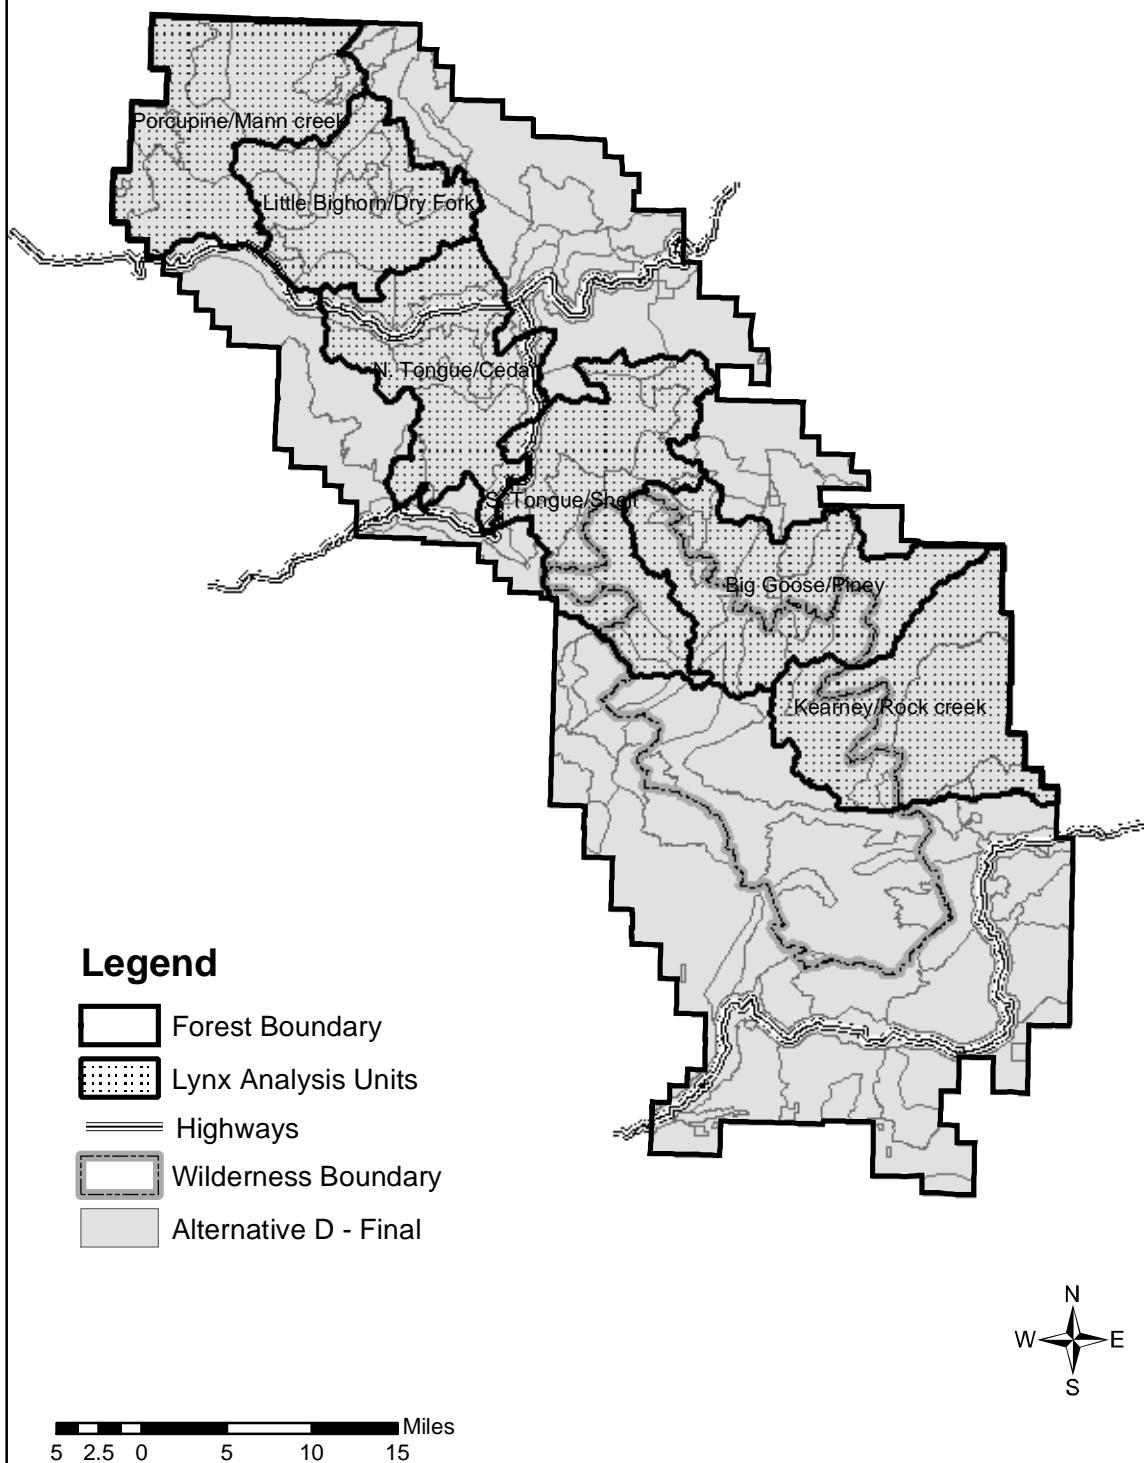 Porcupine/Mann creek
Little Bighorn/Dry Fork
N. Tongue/Cedar
S. Tongue/Shell
Big Goose/Piney
Kearney/Rock creek
Legend
Forest Boundary
Lynx Analysis Units
Highways
Wilderness Boundary
Alternative D - Final
N
W E
S
Miles
5 2.5 0 5 10 15